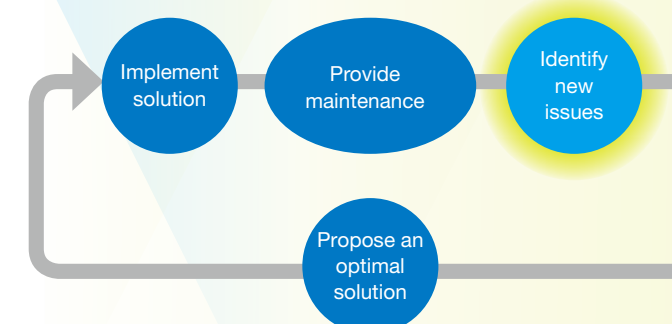 Implement
solution
Provide
maintenance
Identify
new
issues
Propose an
optimal
solution